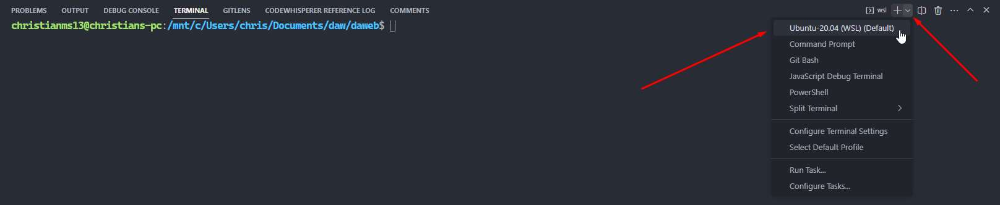 PROBLEMS OUTPUT DEBUG CONSOLE TERMINAL GITLENS CODEWHISPERER REFERENCE LOG COMMENTS wsl
christianms13@christians-pc:/mnt/c/Users/chris/Documents/daw/daweb$
Ubuntu-20.04 (WSL) (Default)
Command Prompt
Git Bash
JavaScript Debug Terminal
PowerShell
Split Terminal
Configure Terminal Settings
Select Default Profile
Run Task...
Configure Tasks...